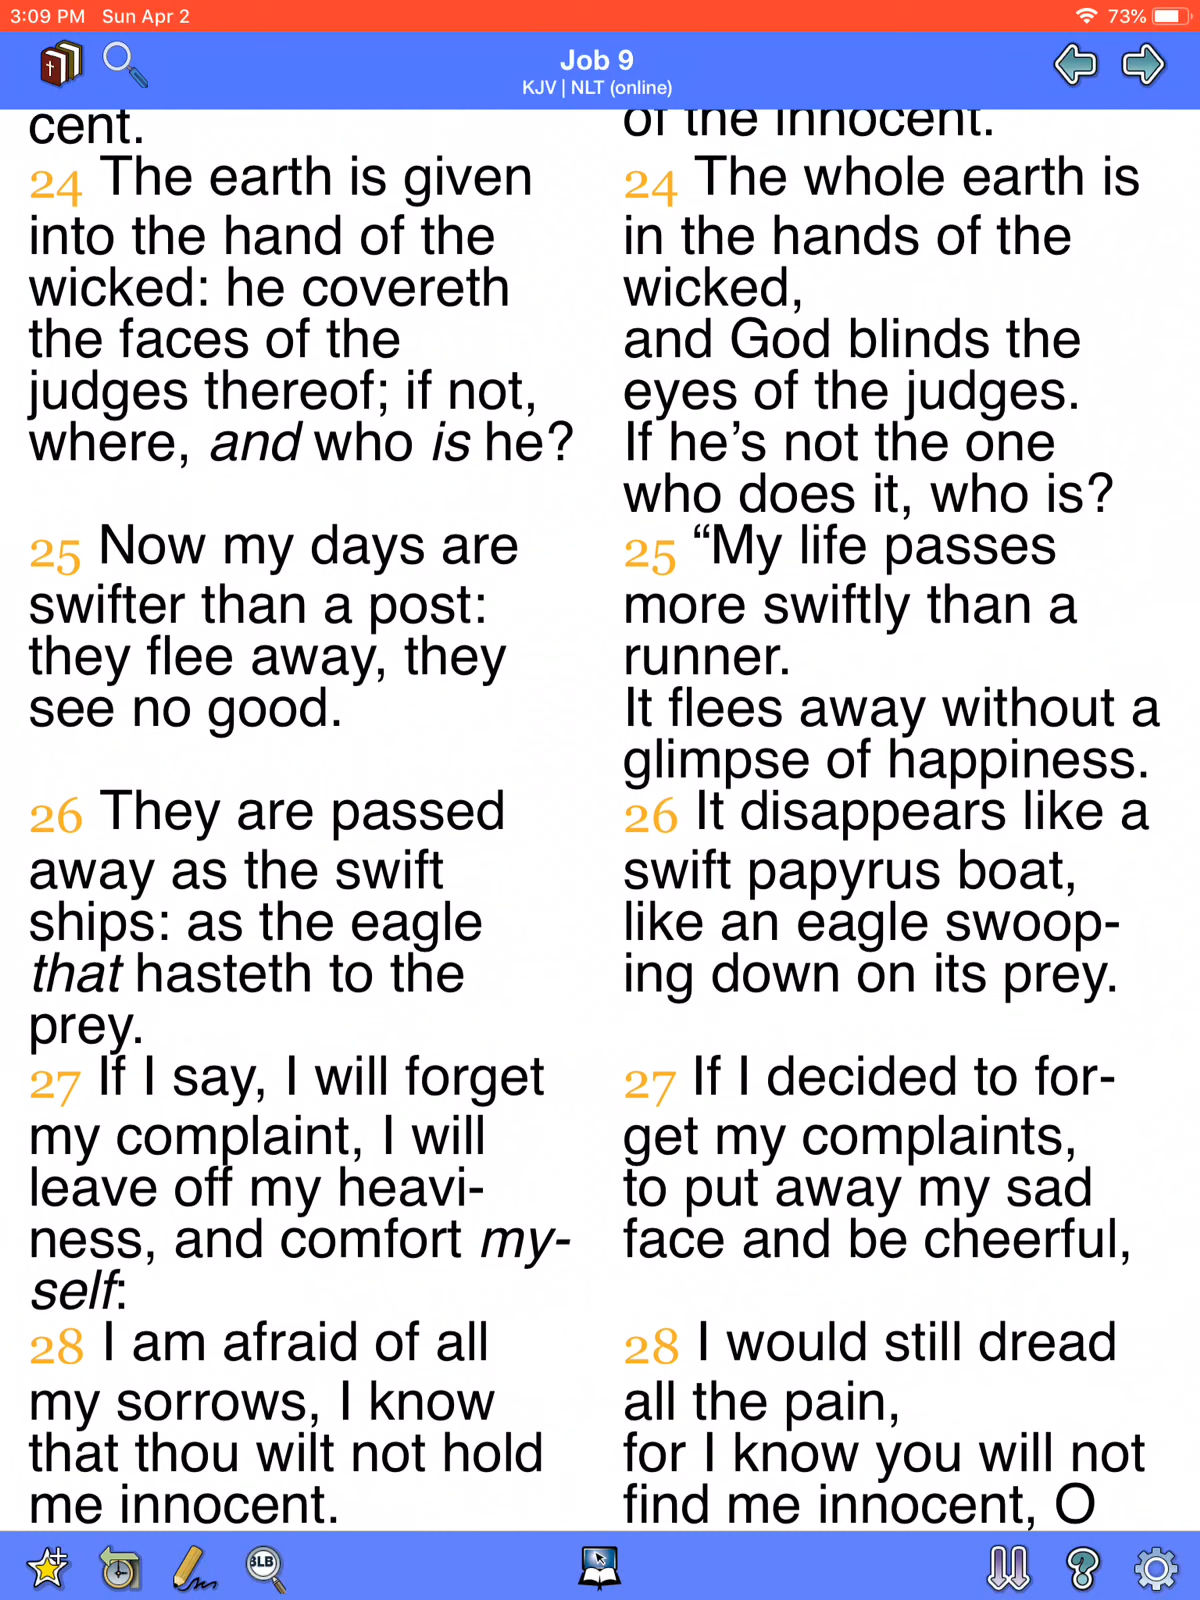 3:09 PM Sun Apr 2
73%
Job 9
KJV | NLT (online)
cent.
24 The earth is given
into the hand of the
wicked: he covereth
the faces of the
judges thereof; if not,
where, and who is he?
25 Now my days are
swifter than a post:
they flee away, they
see no good.
26 They are passed
away as the swift
ships: as the eagle
that hasteth to the
prey.
27 If I say, I will forget
my complaint, I will
leave off my heavi-
ness, and comfort my-
self:
28 I am afraid of all
my sorrows, I know
that thou wilt not hold
me innocent.
of the innocent.
24 The whole earth is
in the hands of the
wicked,
and God blinds the
eyes of the judges.
If he’s not the one
who does it, who is?
25 “My life passes
more swiftly than a
runner.
It flees away without a
glimpse of happiness.
26 It disappears like a
swift papyrus boat,
like an eagle swoop-
ing down on its prey.
27 If I decided to for-
get my complaints,
to put away my sad
face and be cheerful,
28 I would still dread
all the pain,
for I know you will not
find me innocent, O
BLB